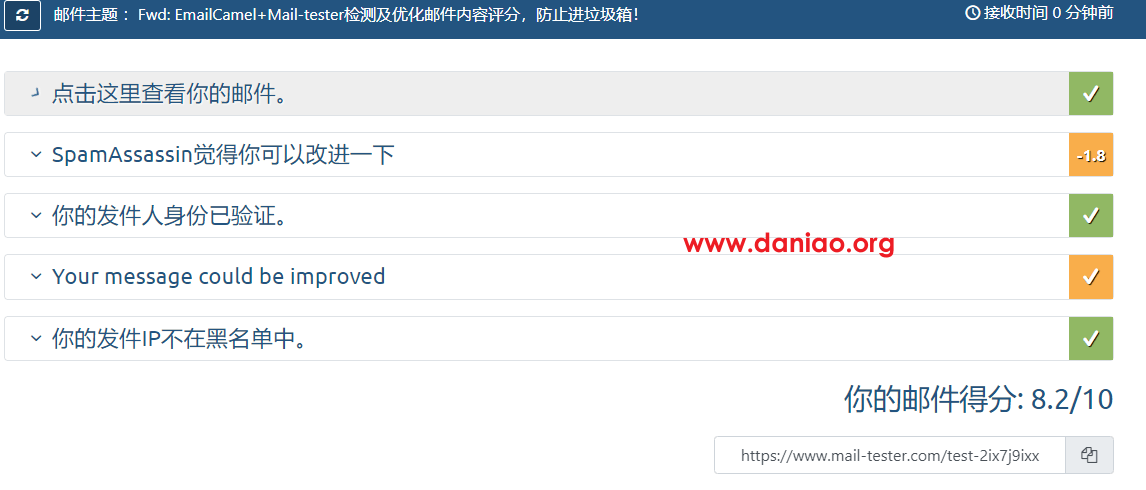 邮件主题： Fwd: EmailCamel+Mail-tester检测及优化邮件内容评分，防止进垃圾箱！
接收时间 0 分钟前
点击这里查看你的邮件。
SpamAssassin觉得你可以改进一下
-1.8
你的发件人身份已验证。
www.daniao.org
Your message could be improved
你的发件IP不在黑名单中。
你的邮件得分: 8.2/10
https://www.mail-tester.com/test-2ix7j9ixx